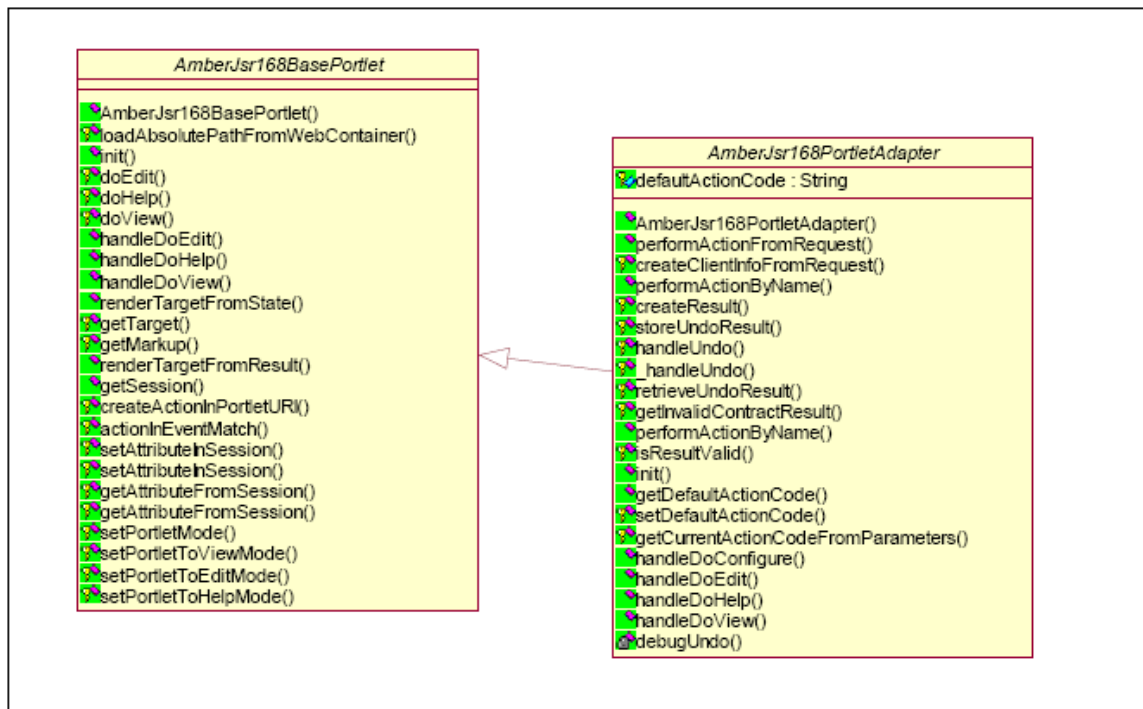 AmberJsr168BasePortlet
AmberJsr168BasePortlet()
loadAbsolutePathFromWebContainer()
init()
doEdit()
doHelp()
doView()
handleDoEdit()
handleDoHelp()
handleDoView()
renderTargetFromState()
getTarget()
getMarkup()
renderTargetFromResult()
getSession()
createActionInPortletURI()
actionInEventMatch()
setAttributeInSession()
setAttributeInSession()
getAttributeFromSession()
getAttributeFromSession()
setPortletMode()
setPortletToViewMode()
setPortletToEditMode()
setPortletToHelpMode()
AmberJsr168PortletAdapter
defaultActionCode : String
AmberJsr168PortletAdapter()
performActionFromRequest()
createClientInfoFromRequest()
performActionByName()
createResult()
storeUndoResult()
handleUndo()
_handleUndo()
retrieveUndoResult()
getInvalidContractResult()
performActionByName()
isResultValid()
init()
getDefaultActionCode()
setDefaultActionCode()
getCurrentActionCodeFromParameters()
handleDoConfigure()
handleDoEdit()
handleDoHelp()
handleDoView()
debugUndo()